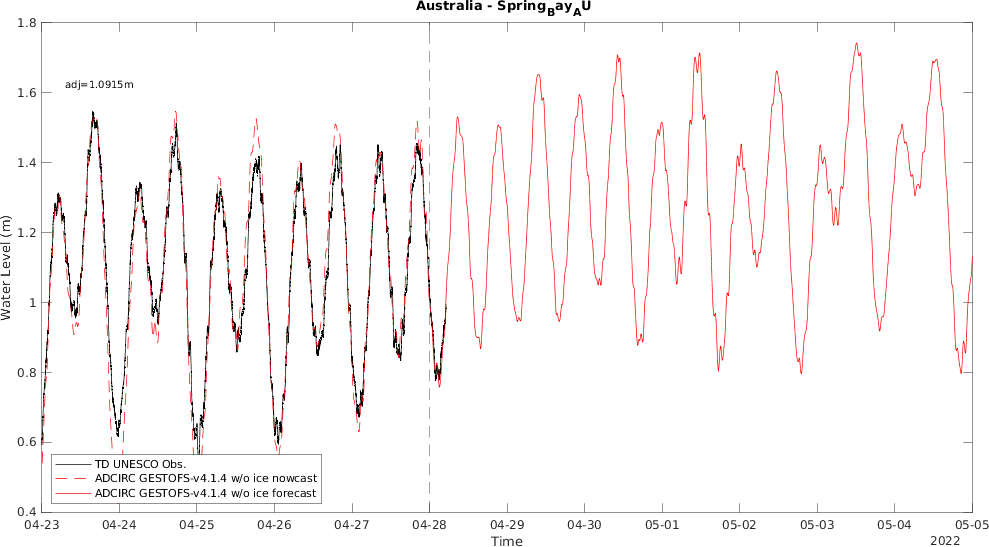 Australia - SpringBayAU
1.8
adj=1.0915m
1.6
1.4
1.2
1
0.8
0.6
0.4
Water Level (m)
TD UNESCO Obs.
ADCIRC GESTOFS-v4.1.4 w/o ice nowcast
ADCIRC GESTOFS-v4.1.4 w/o ice forecast
04-23 04-24 04-25 04-26 04-27 04-28 04-29 04-30 05-01 05-02 05-03 05-04 05-05
Time
2022